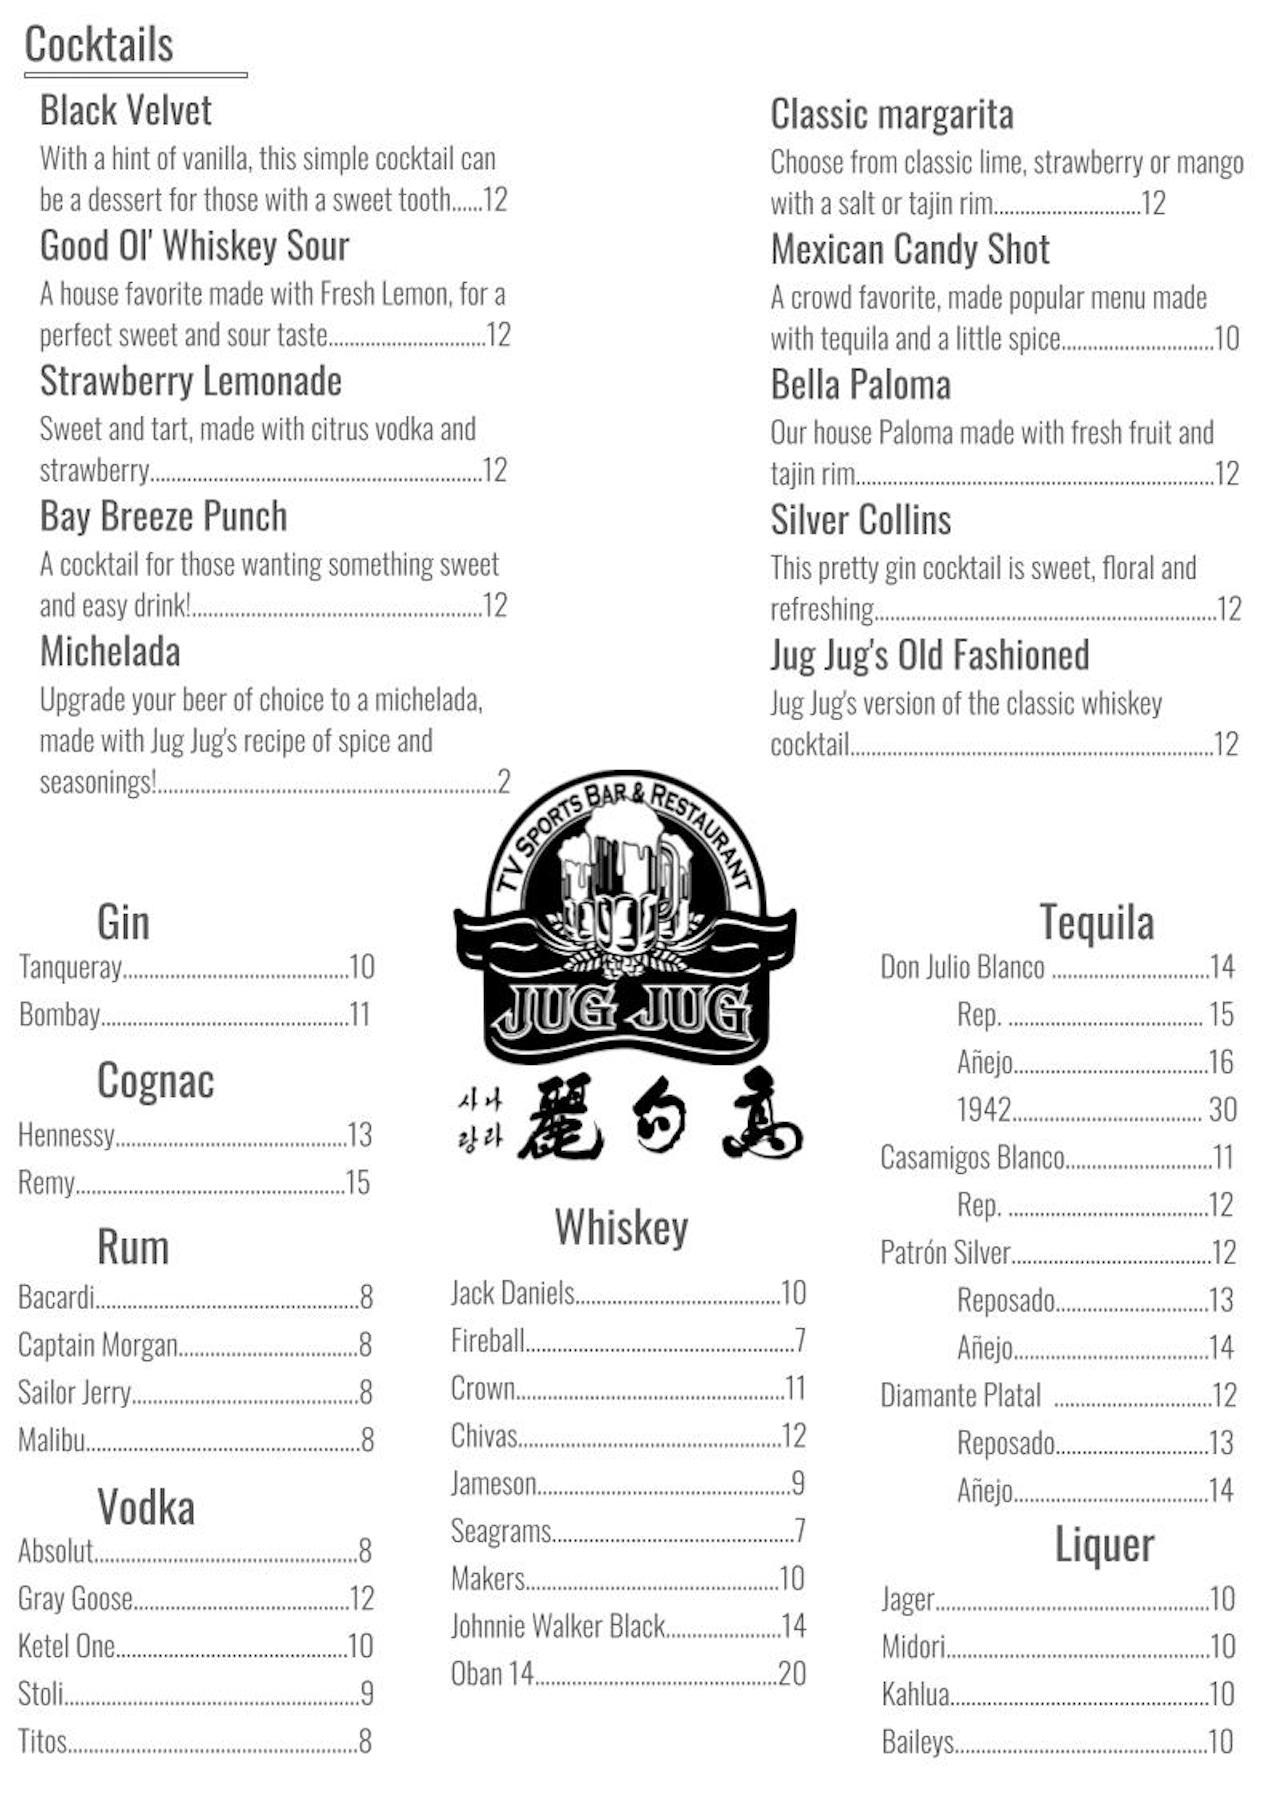 Cocktails
Black Velvet
With a hint of vanilla, this simple cocktail can
be a dessert for those with a sweet tooth......12
Good Ol' Whiskey Sour
A house favorite made with Fresh Lemon, for a
perfect sweet and sour taste..............................12
Strawberry Lemonade
Sweet and tart, made with citrus vodka and
strawberry...............................................................12
Bay Breeze Punch
A cocktail for those wanting something sweet
and easy drink!.......................................................12
Michelada
Upgrade your beer of choice to a michelada,
made with Jug Jug's recipe of spice and
seasonings!................................................................2
Classic margarita
Choose from classic lime, strawberry or mango
with a salt or tajin rim............................12
Mexican Candy Shot
A crowd favorite, made popular menu made
with tequila and a little spice.............................10
Bella Paloma
Our house Paloma made with fresh fruit and
tajin rim....................................................................12
Silver Collins
This pretty gin cocktail is sweet, floral and
refreshing.................................................................12
Jug Jug's Old Fashioned
Jug Jug's version of the classic whiskey
cocktail.....................................................................12
TV SPORTS BAR & RESTAURANT
JUG JUG
사나
랑라
麗的高
Gin
Tanqueray...........................................10
Bombay...............................................11
Cognac
Hennessy............................................13
Remy...................................................15
Rum
Bacardi..................................................8
Captain Morgan..................................8
Sailor Jerry...........................................8
Malibu....................................................8
Vodka
Absolut..................................................8
Gray Goose.........................................12
Ketel One............................................10
Stoli........................................................9
Titos.......................................................8
Whiskey
Jack Daniels.......................................10
Fireball...................................................7
Crown...................................................11
Chivas..................................................12
Jameson................................................9
Seagrams..............................................7
Makers................................................10
Johnnie Walker Black......................14
Oban 14..............................................20
Tequila
Don Julio Blanco ..............................14
Rep. ..................................... 15
Añejo.....................................16
1942.................................... 30
Casamigos Blanco............................11
Rep. ......................................12
Patrón Silver......................................12
Reposado.............................13
Añejo.....................................14
Diamante Platal ..............................12
Reposado.............................13
Añejo.....................................14
Liquer
Jager....................................................10
Midori..................................................10
Kahlua.................................................10
Baileys................................................10